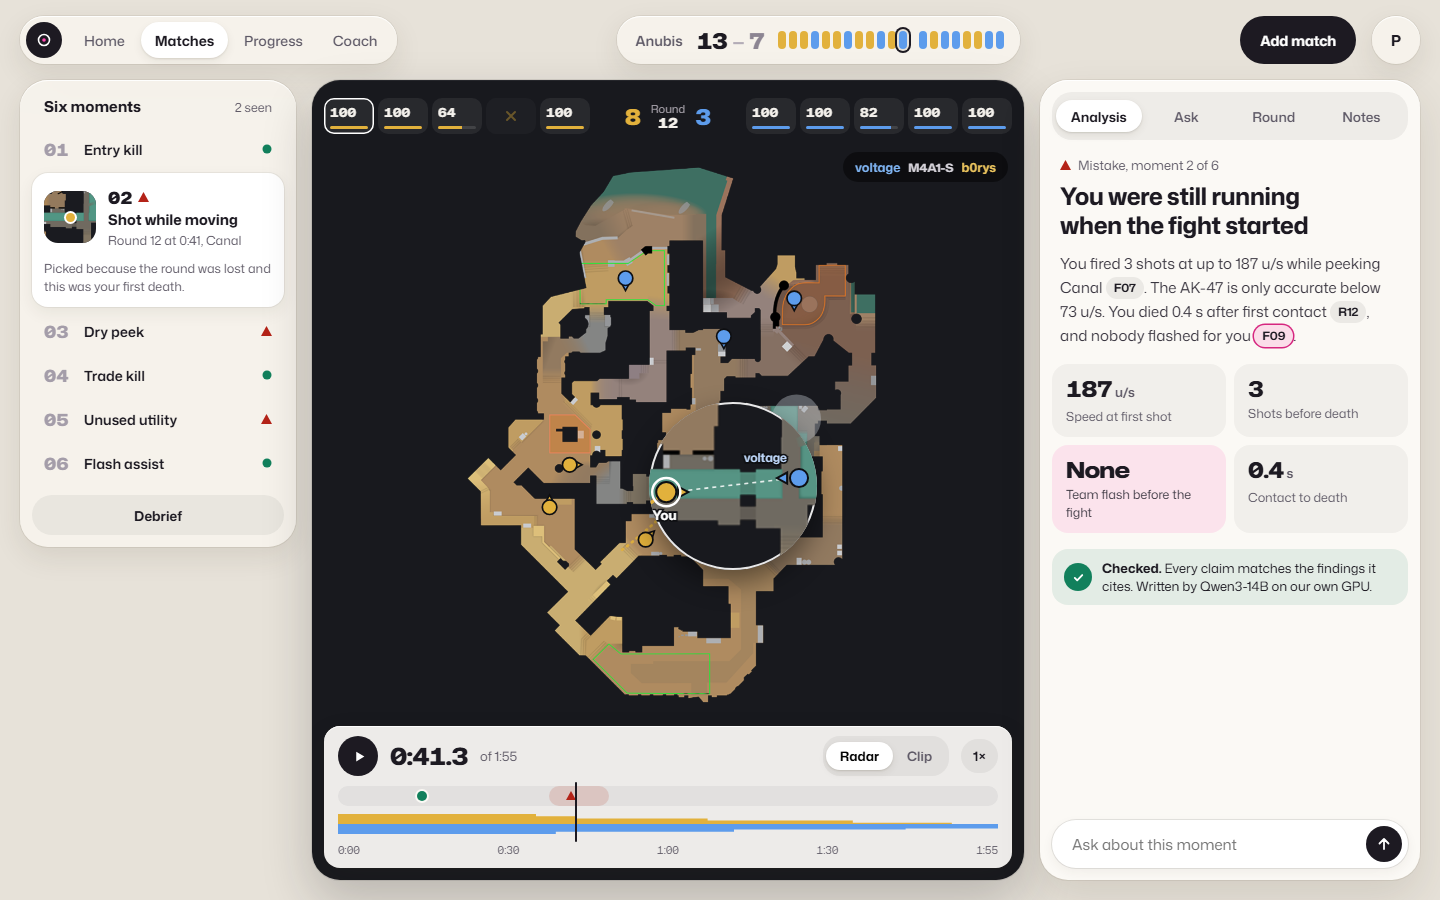 Home
Matches
Progress
Coach
Anubis
13 – 7
Add match
P
Six moments
2 seen
01 Entry kill
02
Shot while moving
Round 12 at 0:41, Canal
Picked because the round was lost and
this was your first death.
03 Dry peek
04 Trade kill
05 Unused utility
06 Flash assist
Debrief
100
100
64
100
8
Round
12
3
100
100
82
100
100
voltage M4A1-S b0rys
voltage
You
0:41.3
of 1:55
Radar
Clip
1×
0:00
0:30
1:00
1:30
1:55
Analysis
Ask
Round
Notes
Mistake, moment 2 of 6
You were still running
when the fight started
You fired 3 shots at up to 187 u/s while peeking
Canal F07. The AK-47 is only accurate below
73 u/s. You died 0.4 s after first contact R12,
and nobody flashed for you F09.
187 u/s
Speed at first shot
3
Shots before death
None
Team flash before the
fight
0.4 s
Contact to death
Checked. Every claim matches the findings it
cites. Written by Qwen3-14B on our own GPU.
Ask about this moment